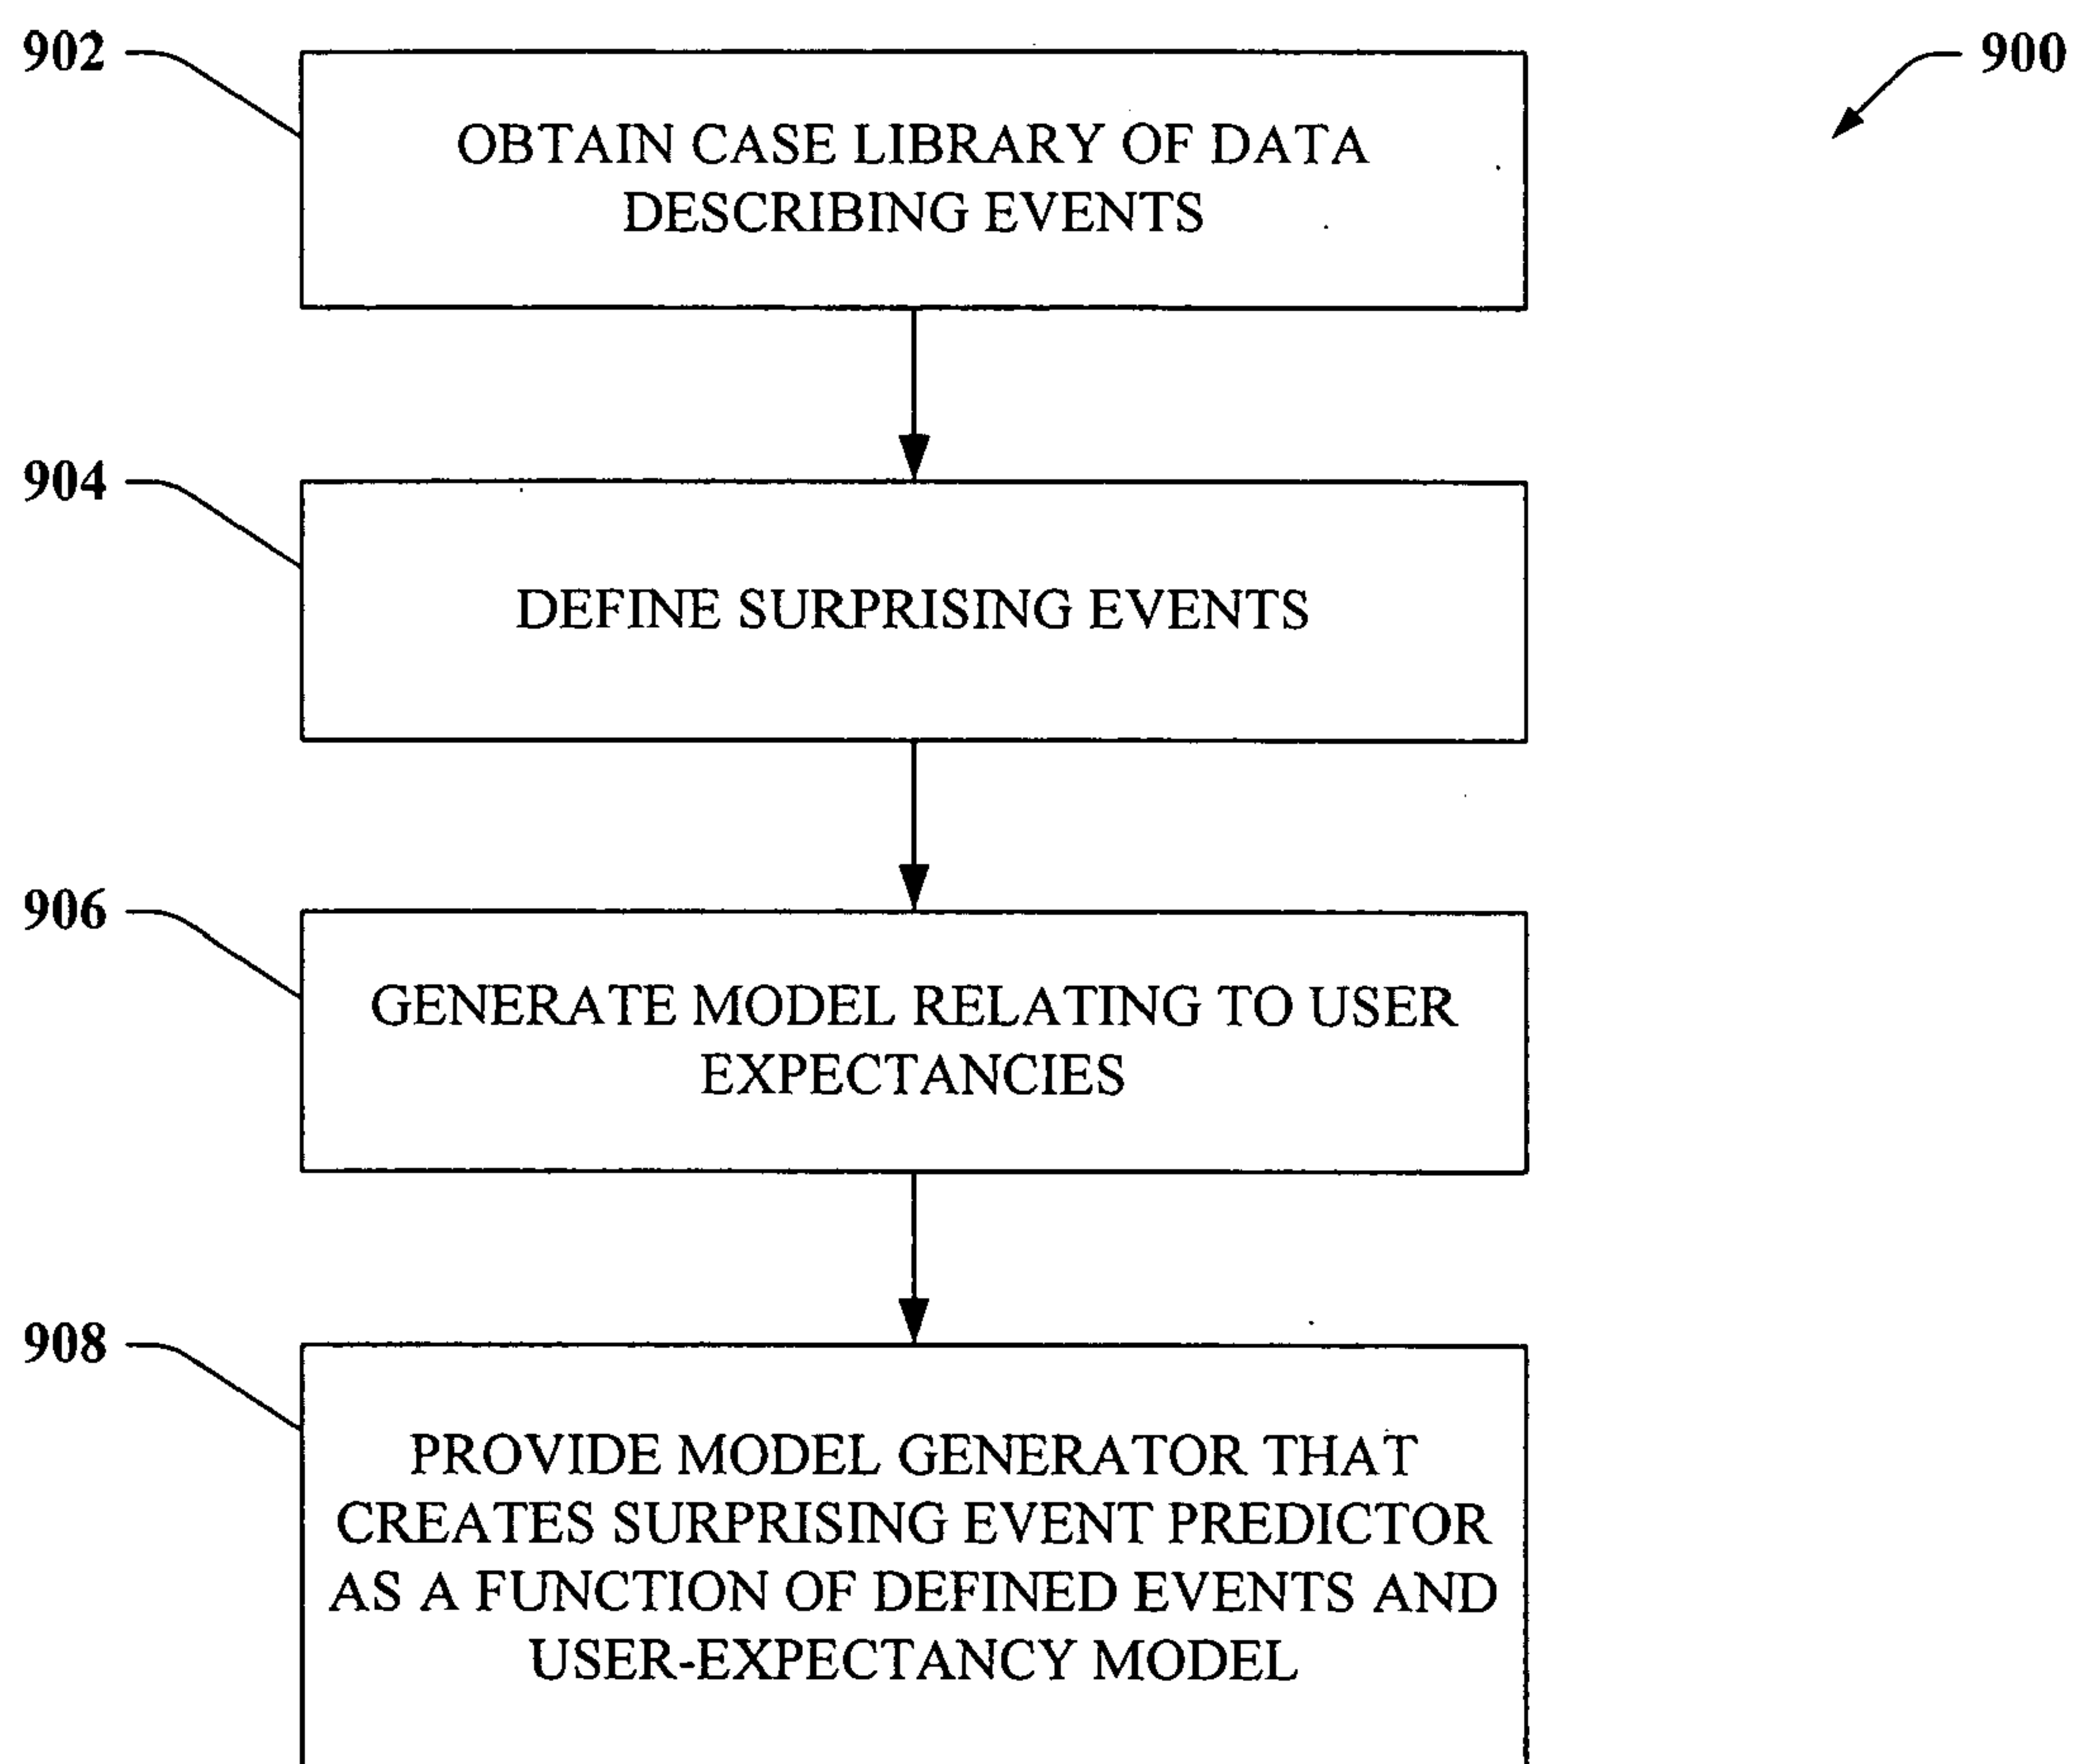 902
900
OBTAIN CASE LIBRARY OF DATA
DESCRIBING EVENTS
904
DEFINE SURPRISING EVENTS
906
GENERATE MODEL RELATING TO USER
EXPECTANCIES
908
PROVIDE MODEL GENERATOR THAT
CREATES SURPRISING EVENT PREDICTOR
AS A FUNCTION OF DEFINED EVENTS AND
USER-EXPECTANCY MODEL